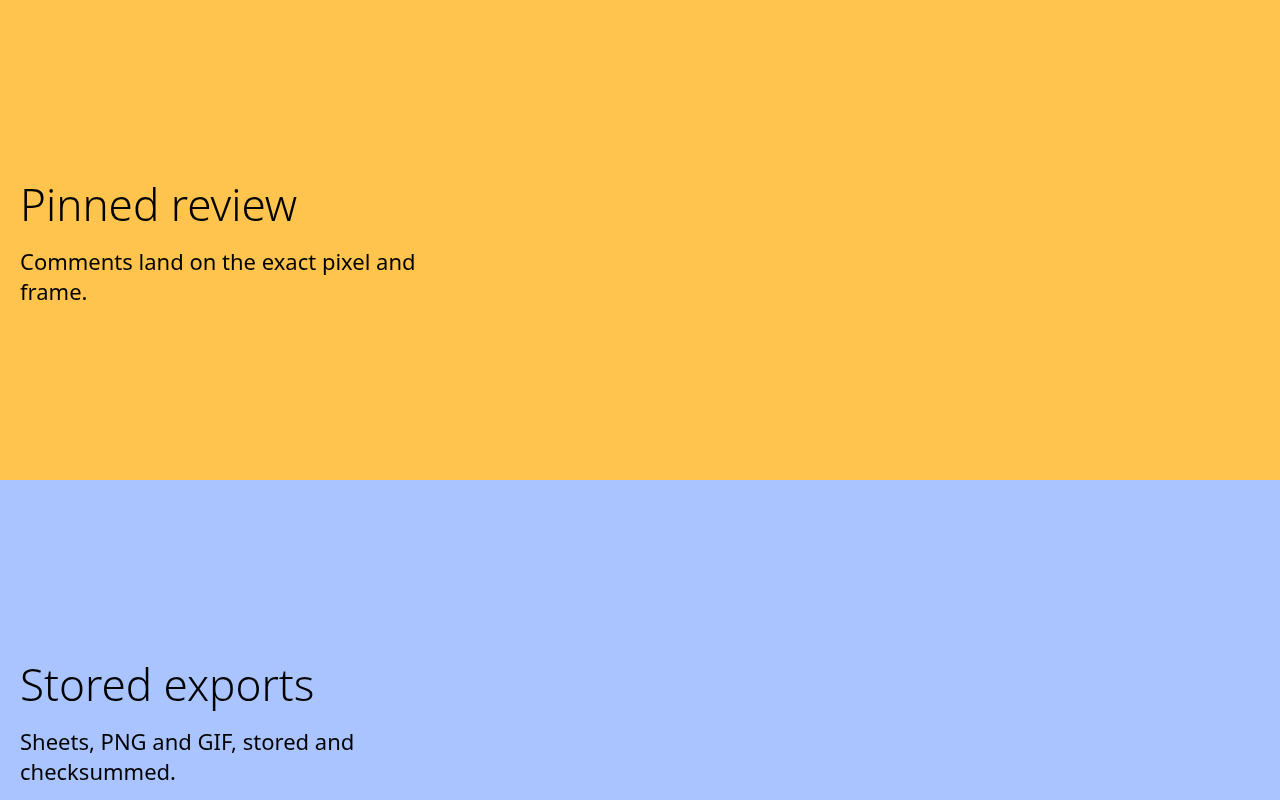 Pinned review
Comments land on the exact pixel and
frame.
Stored exports
Sheets, PNG and GIF, stored and
checksummed.